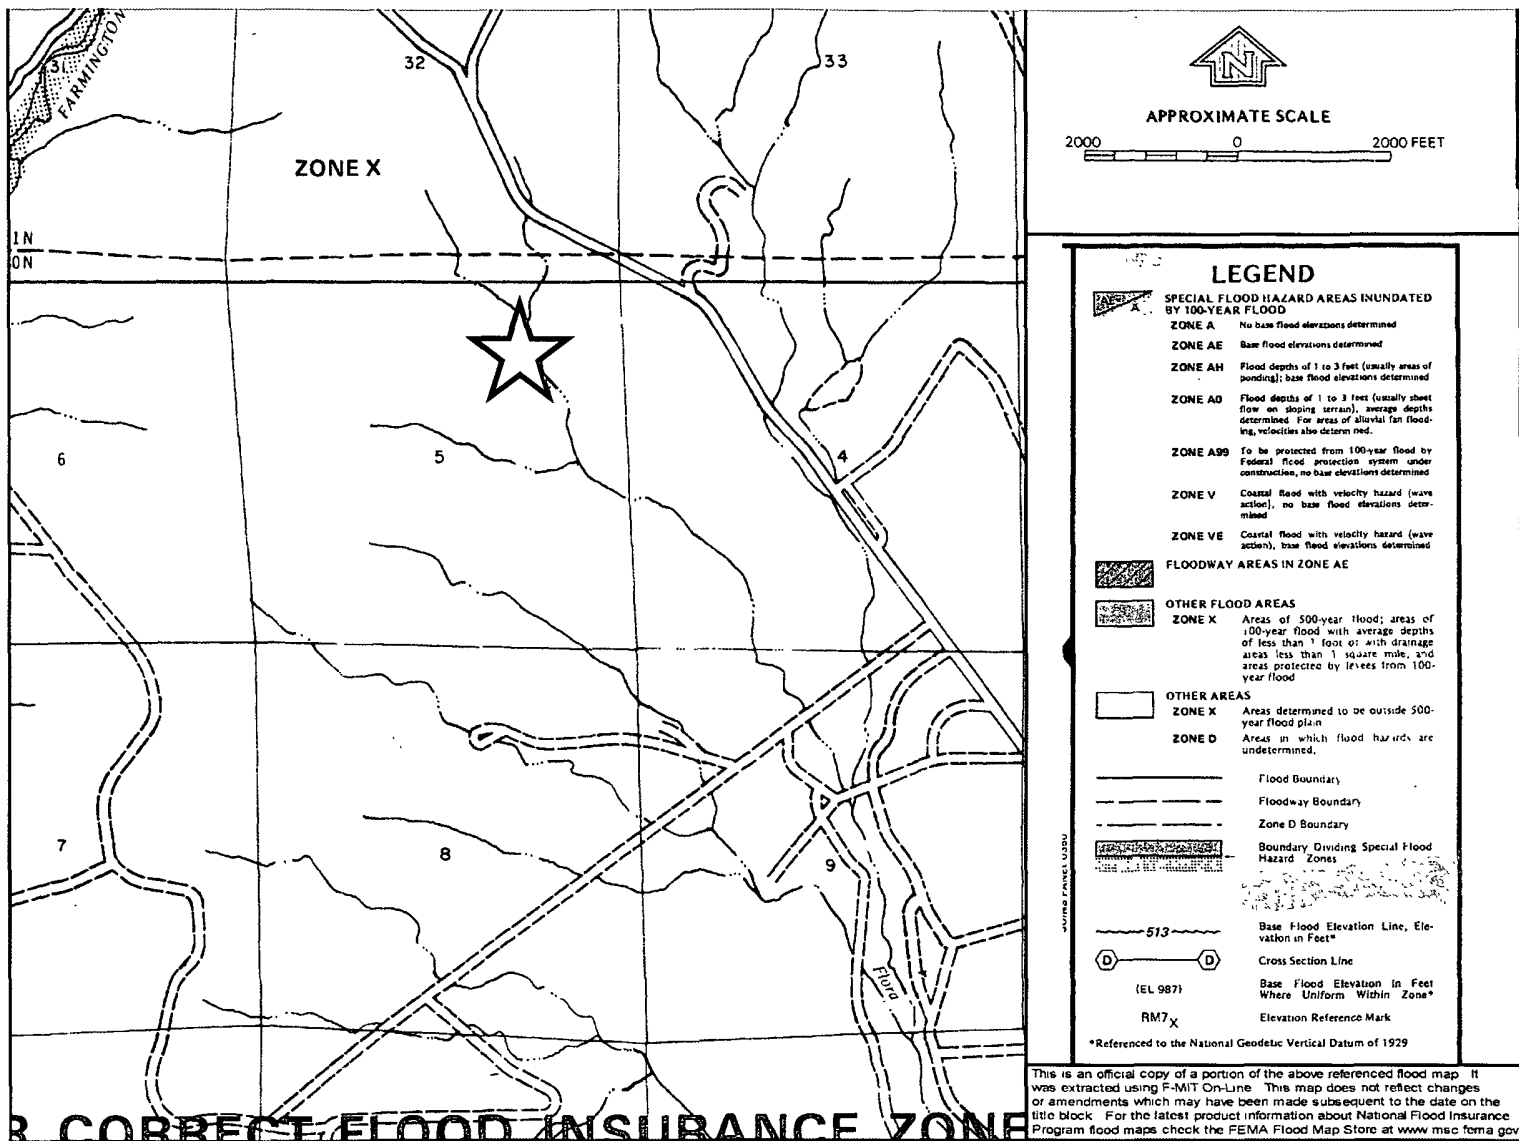 31
FARMINGTON
32
33
ZONE X
1N
0N
6
5
4
7
8
9
Flora
R CORRECT FLOOD INSURANCE ZONE
N
APPROXIMATE SCALE
2000 0 2000 FEET
LEGEND
A
SPECIAL FLOOD HAZARD AREAS INUNDATED
BY 100-YEAR FLOOD
ZONE A No base flood elevations determined
ZONE AE Base flood elevations determined
ZONE AH Flood depths of 1 to 3 feet (usually areas of
ponding); base flood elevations determined
ZONE AO Flood depths of 1 to 3 feet (usually sheet
flow on sloping terrain), average depths
determined For areas of alluvial fan flood-
ing, velocities also determined.
ZONE A99 To be protected from 100-year flood by
Federal flood protection system under
construction, no base elevations determined
ZONE V Coastal flood with velocity hazard (wave
action), no base flood elevations deter-
mined
ZONE VE Coastal flood with velocity hazard (wave
action), base flood elevations determined
FLOODWAY AREAS IN ZONE AE
OTHER FLOOD AREAS
ZONE X Areas of 500-year flood; areas of
100-year flood with average depths
of less than 1 foot or with drainage
areas less than 1 square mile, and
areas protected by levees from 100-
year flood
OTHER AREAS
ZONE X Areas determined to be outside 500-
year flood plain
ZONE D Areas in which flood hazards are
undetermined.
Flood Boundary
Floodway Boundary
Zone D Boundary
Boundary Dividing Special Flood
Hazard Zones
513 Base Flood Elevation Line, Ele-
vation in Feet*
D D Cross Section Line
(EL 987) Base Flood Elevation In Feet
Where Uniform Within Zone*
RM7X Elevation Reference Mark
*Referenced to the National Geodetic Vertical Datum of 1929
JOINS PANEL 0360
This is an official copy of a portion of the above referenced flood map It
was extracted using F-MIT On-Line This map does not reflect changes
or amendments which may have been made subsequent to the date on the
title block For the latest product information about National Flood Insurance
Program flood maps check the FEMA Flood Map Store at www msc fema gov